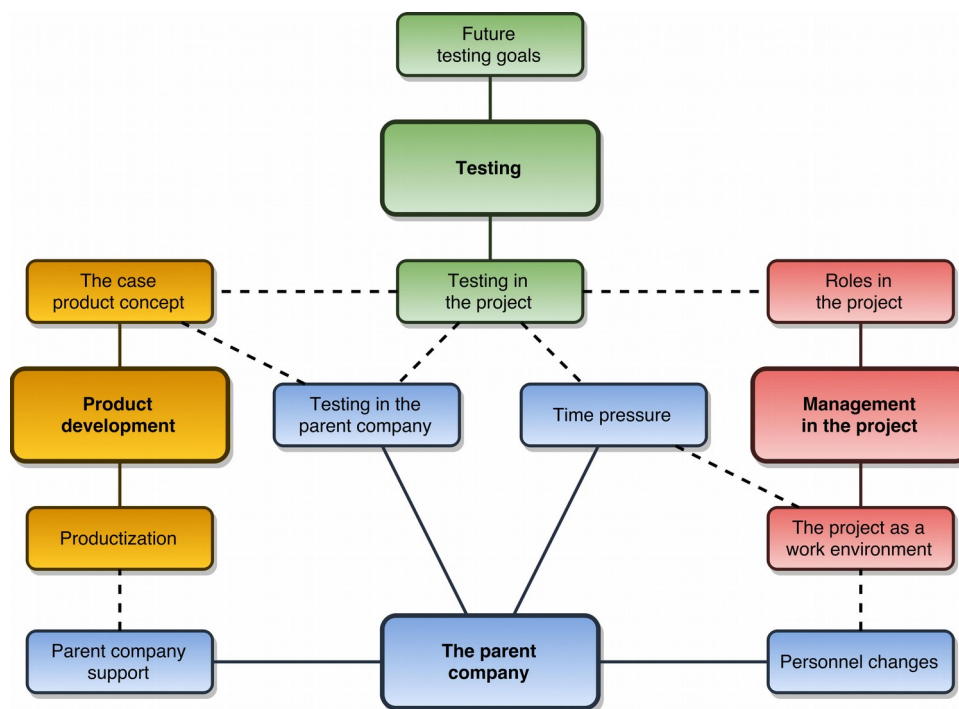 Future
testing goals
Testing
The case
product concept
Testing in
the project
Roles in
the project
Product
development
Testing in the
parent company
Time pressure
Management
in the project
Productization
The project as a
work environment
Parent company
support
The parent
company
Personnel changes